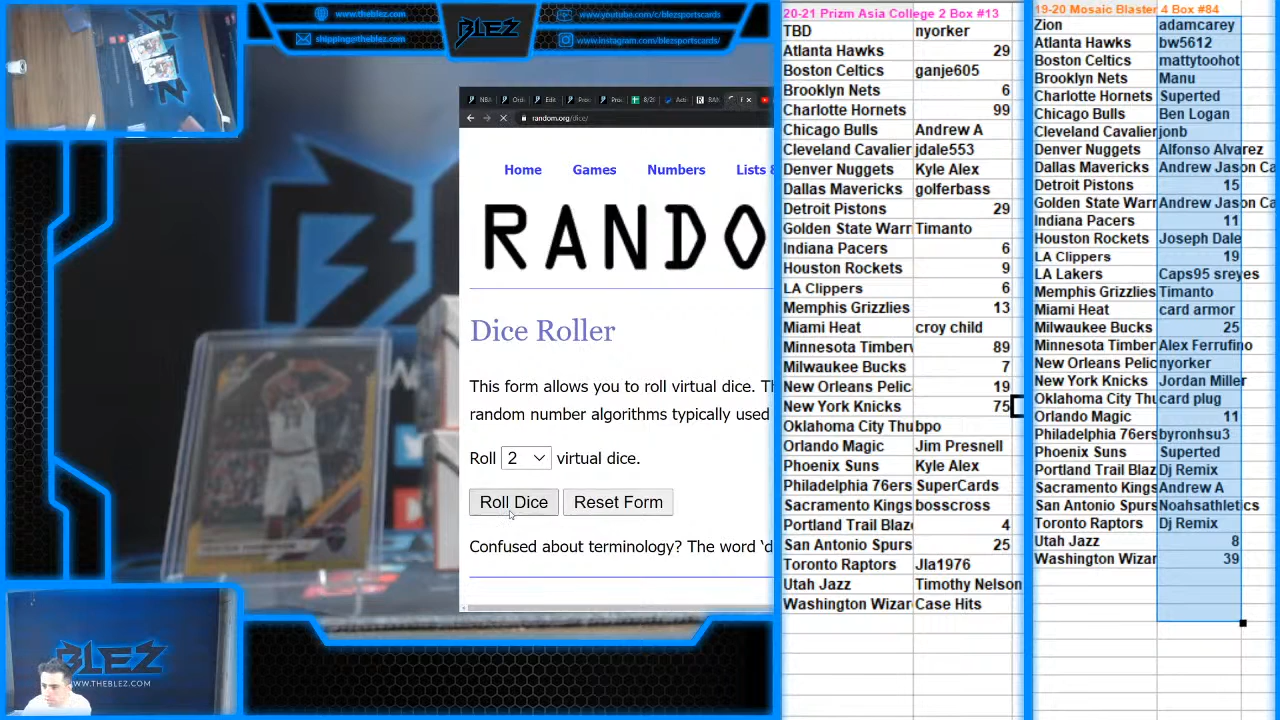 www.theblez.com
shipping@theblez.com
BLEZ
www.youtube.com/c/blezsportscards/
www.instagram.com/blezsportscards/
random.org/dice/
Home Games Numbers Lists &
RANDO
Dice Roller
This form allows you to roll virtual dice. Th
random number algorithms typically used
Roll 2 virtual dice.
Roll Dice Reset Form
Confused about terminology? The word 'd
BLEZ
WWW.THEBLEZ.COM
20-21 Prizm Asia College 2 Box #13
TBD nyorker
Atlanta Hawks 29
Boston Celtics ganje605
Brooklyn Nets 6
Charlotte Hornets 99
Chicago Bulls Andrew A
Cleveland Cavalier jdale553
Denver Nuggets Kyle Alex
Dallas Mavericks golferbass
Detroit Pistons 29
Golden State Warr Timanto
Indiana Pacers 6
Houston Rockets 9
LA Clippers 6
Memphis Grizzlies 13
Miami Heat croy child
Minnesota Timberv 89
Milwaukee Bucks 7
New Orleans Pelic 19
New York Knicks 75
Oklahoma City Thu bpo
Orlando Magic Jim Presnell
Phoenix Suns Kyle Alex
Philadelphia 76ers SuperCards
Sacramento Kings bosscross
Portland Trail Blaze 4
San Antonio Spurs 25
Toronto Raptors Jla1976
Utah Jazz Timothy Nelson
Washington Wizar Case Hits
19-20 Mosaic Blaster 4 Box #84
Zion adamcarey
Atlanta Hawks bw5612
Boston Celtics mattytoohot
Brooklyn Nets Manu
Charlotte Hornets Superted
Chicago Bulls Ben Logan
Cleveland Cavalier jonb
Denver Nuggets Alfonso Alvarez
Dallas Mavericks Andrew Jason Ca
Detroit Pistons 15
Golden State Warr Andrew Jason Ca
Indiana Pacers 11
Houston Rockets Joseph Dale
LA Clippers 19
LA Lakers Caps95 sreyes
Memphis Grizzlies Timanto
Miami Heat card armor
Milwaukee Bucks 25
Minnesota Timber Alex Ferrufino
New Orleans Pelic nyorker
New York Knicks Jordan Miller
Oklahoma City Thu card plug
Orlando Magic 11
Philadelphia 76ers byronhsu3
Phoenix Suns Superted
Portland Trail Blaz Dj Remix
Sacramento Kings Andrew A
San Antonio Spurs Noahsathletics
Toronto Raptors Dj Remix
Utah Jazz 8
Washington Wizar 39